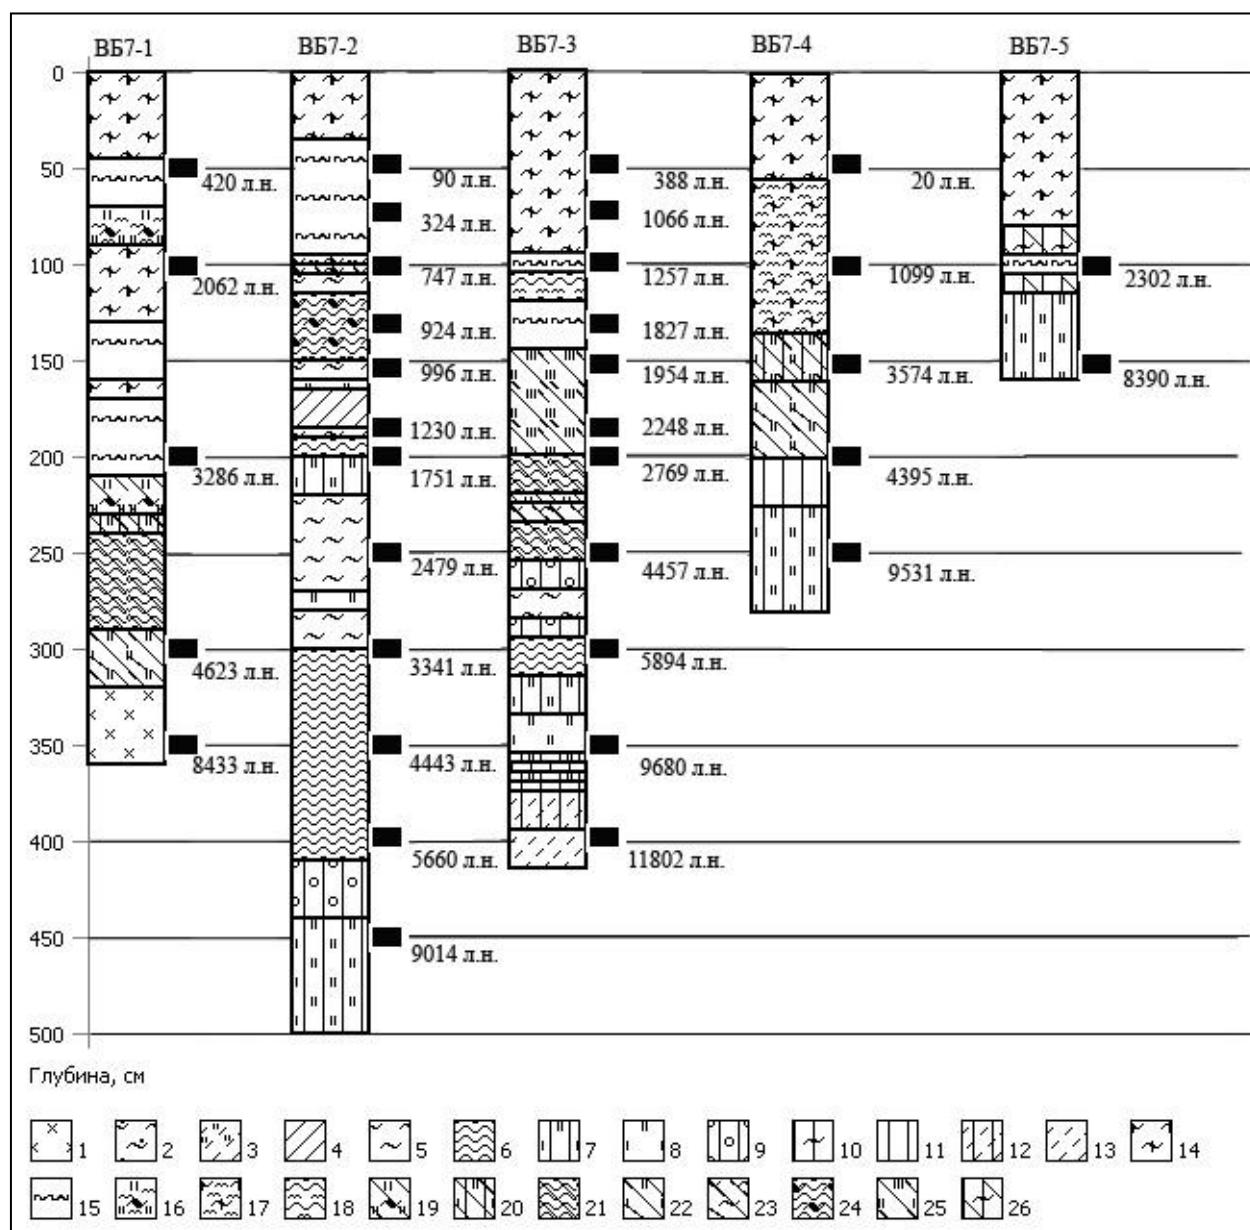 ВБ7-1 ВБ7-2 ВБ7-3 ВБ7-4 ВБ7-5
0
50
420 л.н. 90 л.н. 388 л.н. 20 л.н.
324 л.н. 1066 л.н.
100
2062 л.н. 747 л.н. 1257 л.н. 1099 л.н. 2302 л.н.
924 л.н. 1827 л.н.
150
996 л.н. 1954 л.н. 3574 л.н. 8390 л.н.
1230 л.н. 2248 л.н.
200
3286 л.н. 1751 л.н. 2769 л.н. 4395 л.н.
250
2479 л.н. 4457 л.н. 9531 л.н.
300
4623 л.н. 3341 л.н. 5894 л.н.
350
8433 л.н. 4443 л.н. 9680 л.н.
400
5660 л.н. 11802 л.н.
450
9014 л.н.
500
Глубина, см
1 2 3 4 5 6 7 8 9 10 11 12 13 14
15 16 17 18 19 20 21 22 23 24 25 26